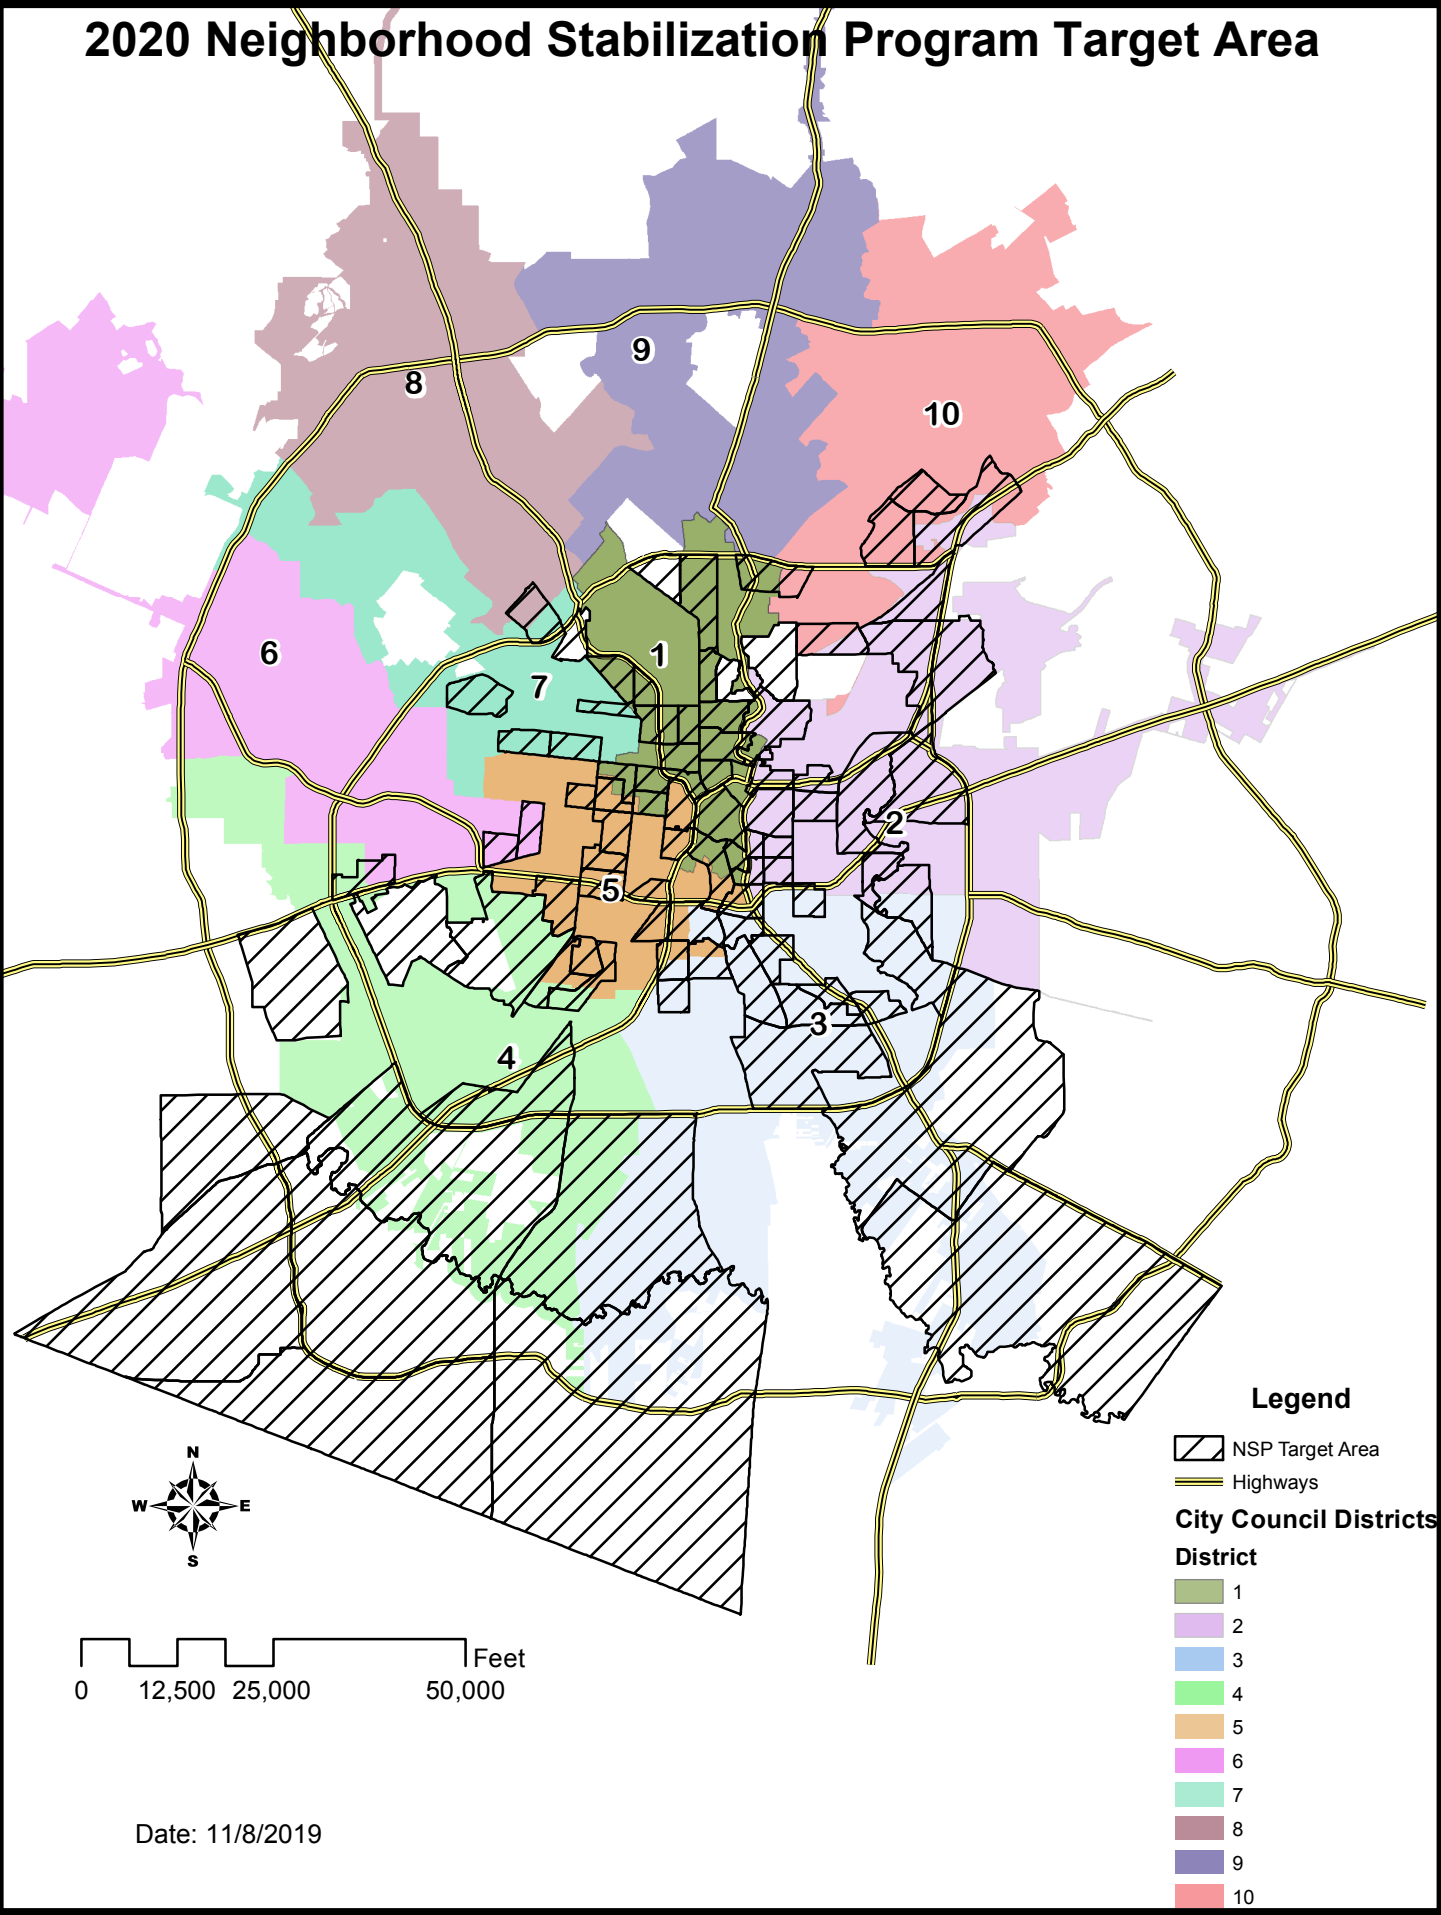 2020 Neighborhood Stabilization Program Target Area
9
8
10
6
1
7
2
5
3
4
Legend
NSP Target Area
Highways
City Council Districts
District
1
2
3
4
5
6
7
8
9
10
N
W E
S
Feet
0 12,500 25,000 50,000
Date: 11/8/2019